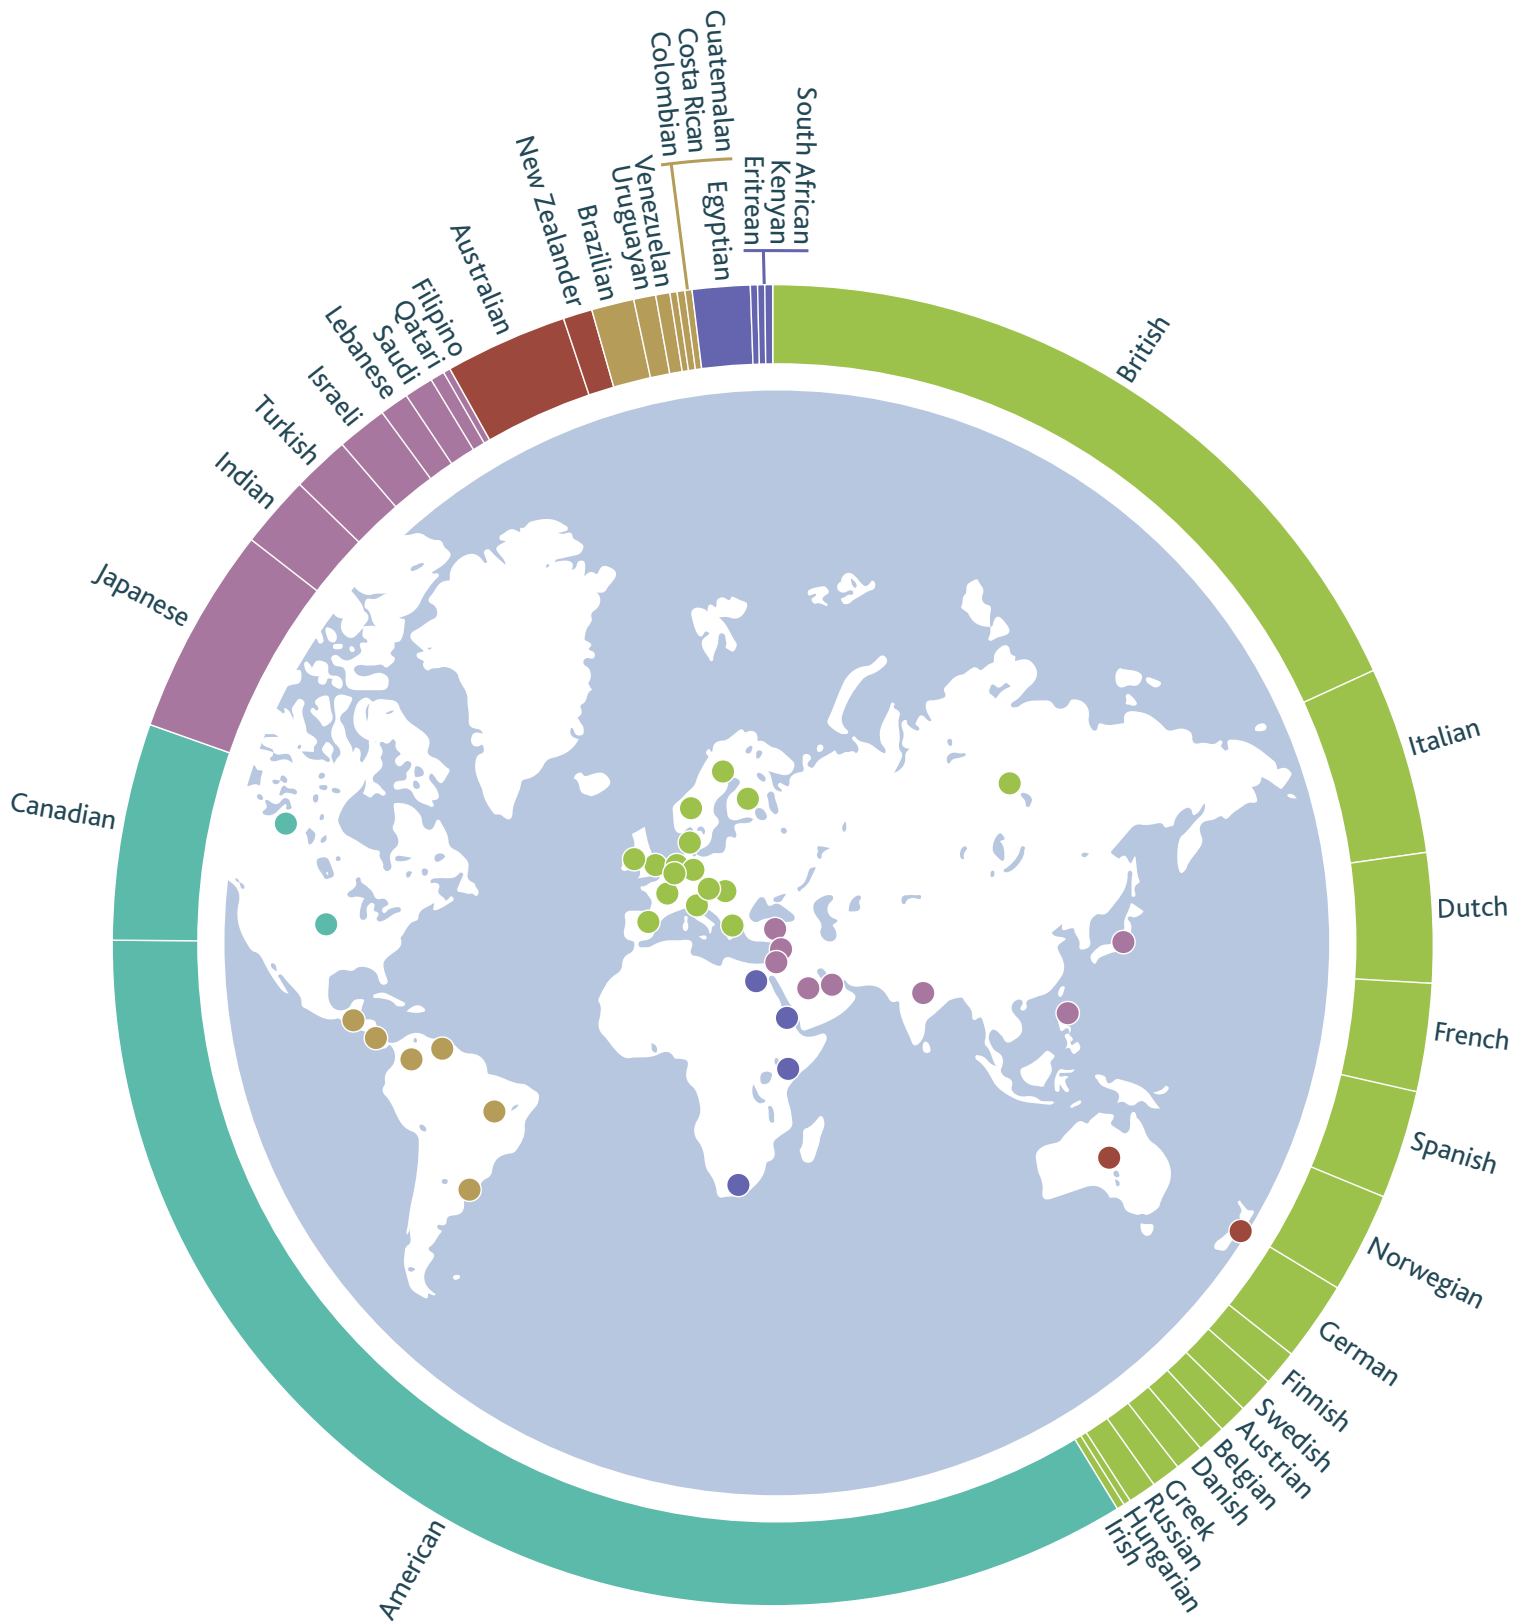 British
Italian
Dutch
French
Spanish
Norwegian
German
Finnish
Swedish
Austrian
Belgian
Danish
Greek
Russian
Hungarian
Irish
American
Canadian
Japanese
Indian
Turkish
Israeli
Lebanese
Saudi
Qatari
Filipino
Australian
New Zealander
Brazilian
Uruguayan
Venezuelan
Colombian
Costa Rican
Guatemalan
Egyptian
Eritrean
Kenyan
South African